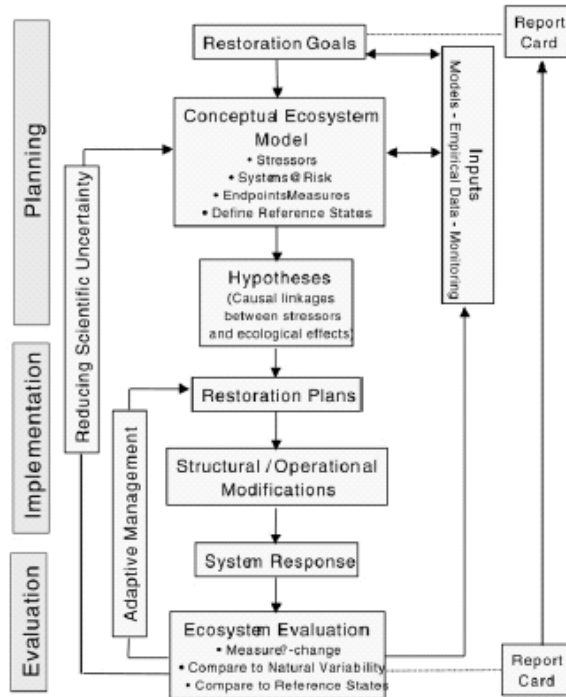 Restoration Goals
Report
Card
Conceptual Ecosystem
Model
• Stressors
• Systems@Risk
• EndpointsMeasures
• Define Reference States
Inputs
Models - Empirical Data - Monitoring
Planning
Reducing Scientific Uncertainty
Hypotheses
(Causal linkages
between stressors
and ecological effects)
Implementation
Adaptive Management
Restoration Plans
Structural / Operational
Modifications
System Response
Evaluation
Ecosystem Evaluation
• Measure?-change
• Compare to Natural Variability
• Compare to Reference States
Report
Card